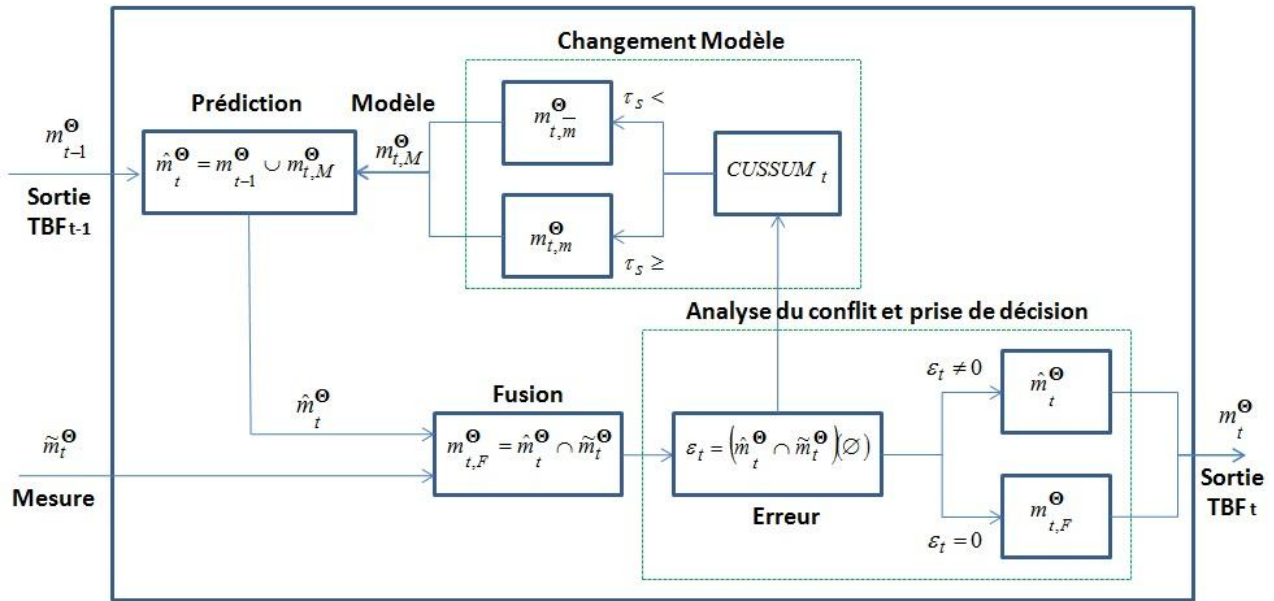 Changement Modèle
Prédiction
Modèle
m^Θ_{t-1}
Sortie
TBF t-1
m̂^Θ_t = m^Θ_{t-1} ∪ m^Θ_{t,M}
m^Θ_{t,M}
m^Θ_{t,m̅}
τ_S <
CUSSUM_t
m^Θ_{t,m}
τ_S ≥
Analyse du conflit et prise de décision
m̂^Θ_t
Fusion
ε_t ≠ 0
m̂^Θ_t
m̃^Θ_t
Mesure
m^Θ_{t,F} = m̂^Θ_t ∩ m̃^Θ_t
ε_t = (m̂^Θ_t ∩ m̃^Θ_t)(∅)
Erreur
ε_t = 0
m^Θ_{t,F}
m^Θ_t
Sortie
TBF t